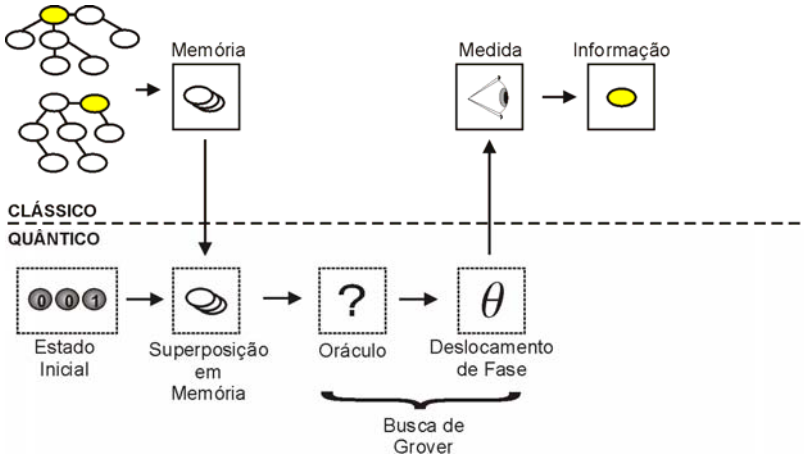 Memória
Medida
Informação
CLÁSSICO
QUÂNTICO
0 0 1
?
θ
Estado
Inicial
Superposição
em
Memória
Oráculo
Deslocamento
de Fase
Busca de
Grover